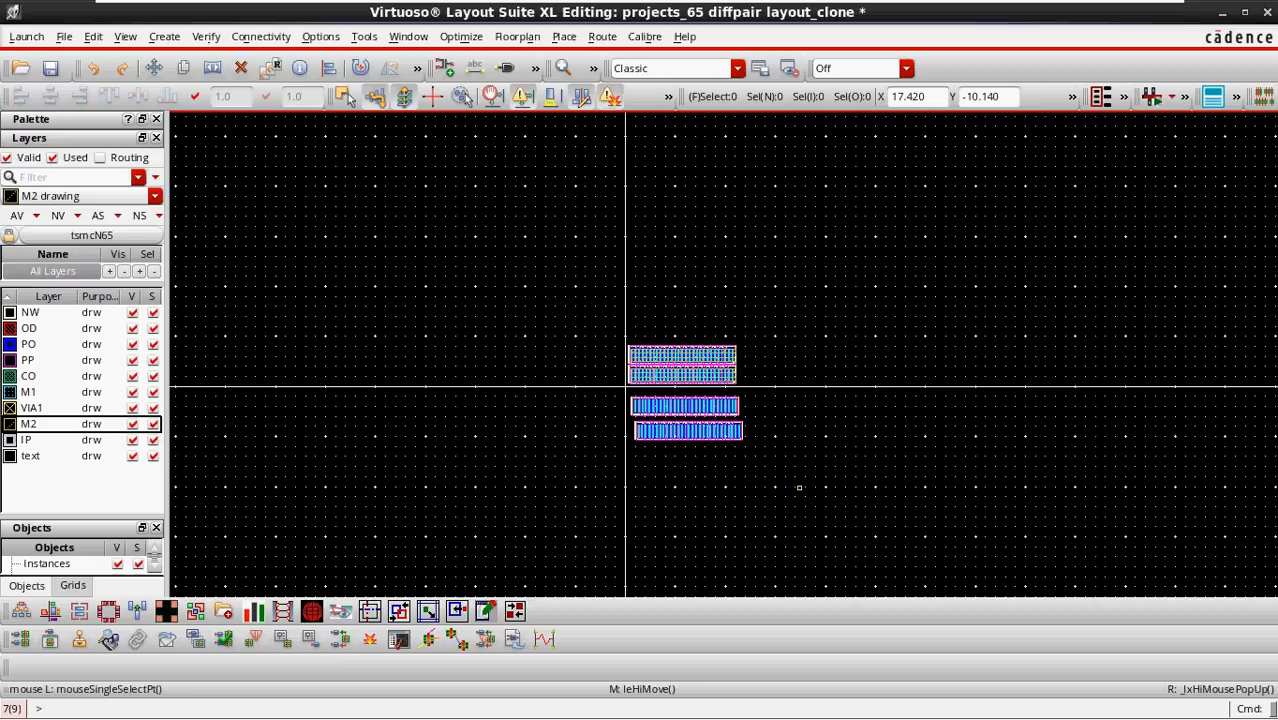 Virtuoso® Layout Suite XL Editing: projects_65 diffpair layout_clone *
Launch File Edit View Create Verify Connectivity Options Tools Window Optimize Floorplan Place Route Calibre Help
cādence
» abc » » Classic Off
1.0 1.0 » (F)Select:0 Sel(N):0 Sel(I):0 Sel(O):0 X 17.420 Y -10.140 » » » »
Palette ?
Layers
Valid Used Routing
Filter
M2 drawing
AV NV AS NS
tsmcN65
Name Vis Sel
All Layers + - + -
Layer Purpo... V S
NW drw
OD drw
PO drw
PP drw
CO drw
M1 drw
VIA1 drw
M2 drw
IP drw
text drw
Objects
Objects V S
Instances
Objects Grids
mouse L: mouseSingleSelectPt() M: leHiMove() R: _lxHiMousePopUp()
7(9) > Cmd: